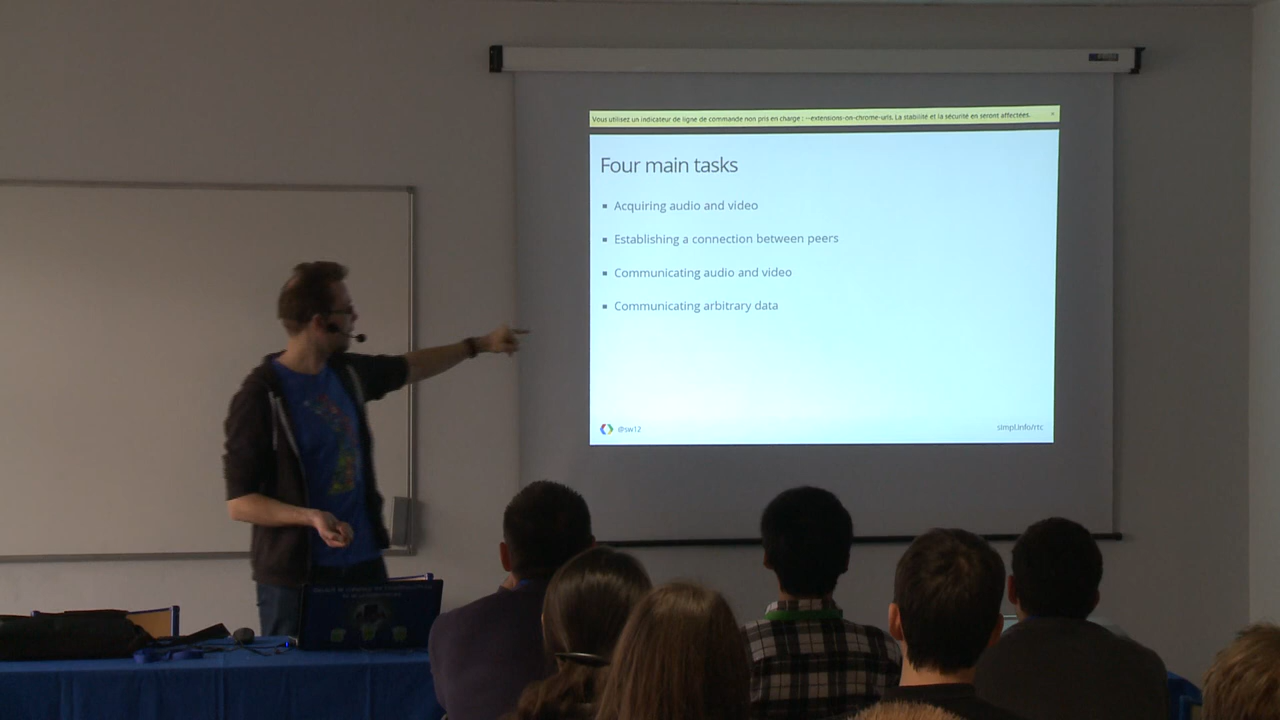 Vous utilisez un indicateur de ligne de commande non pris en charge : --extensions-on-chrome-urls. La stabilité et la sécurité en seront affectées.
Four main tasks
Acquiring audio and video
Establishing a connection between peers
Communicating audio and video
Communicating arbitrary data
@sw12
simpl.info/rtc